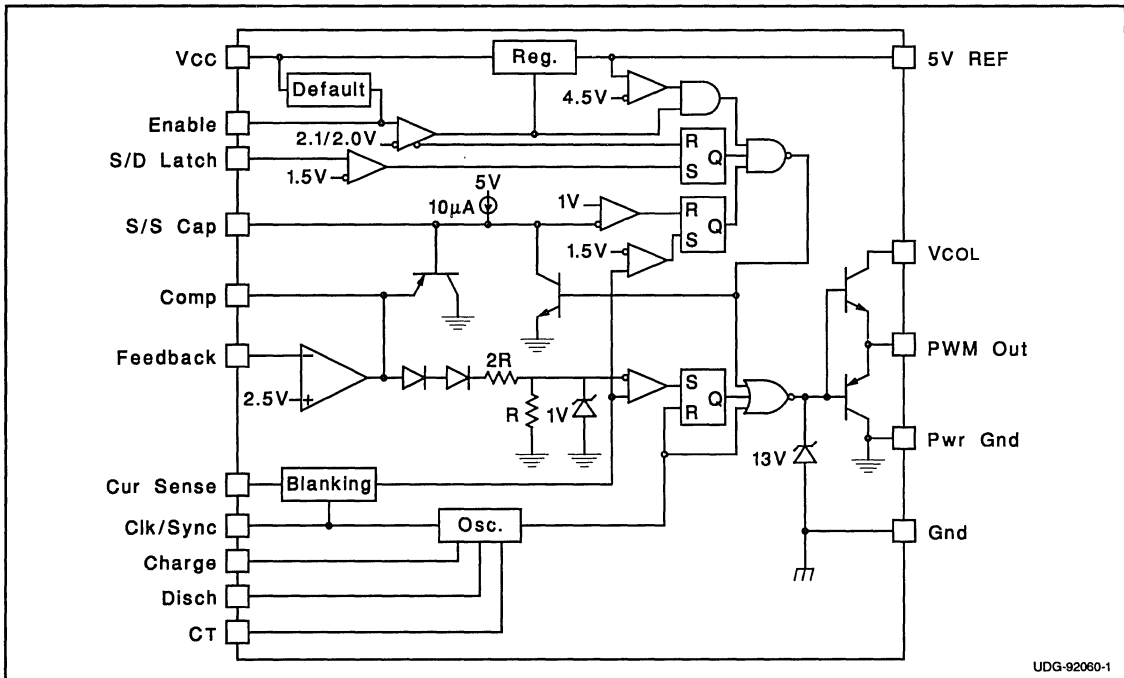 VCC
Reg.
5V REF
Default
4.5V
Enable
2.1/2.0V
R
Q
S
S/D Latch
1.5V
5V
10µA
1V
R
Q
S
S/S Cap
1.5V
VCOL
Comp
Feedback
2R
PWM Out
2.5V
R
1V
S
Q
R
13V
Pwr Gnd
Cur Sense
Blanking
Clk/Sync
Osc.
Gnd
Charge
Disch
CT
UDG-92060-1